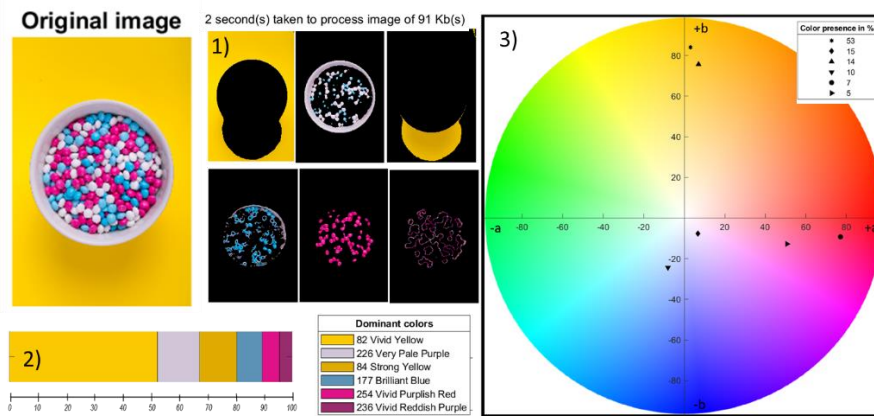 Original image
2 second(s) taken to process image of 91 Kb(s)
1)
2)
0 10 20 30 40 50 60 70 80 90 100
Dominant colors
82 Vivid Yellow
226 Very Pale Purple
84 Strong Yellow
177 Brilliant Blue
254 Vivid Purplish Red
236 Vivid Reddish Purple
3)
+b
Color presence in %
53
15
14
10
7
5
80
60
40
20
-a
-80 -60 -40 -20 20 40 60 80
+a
-20
-40
-60
-80
-b